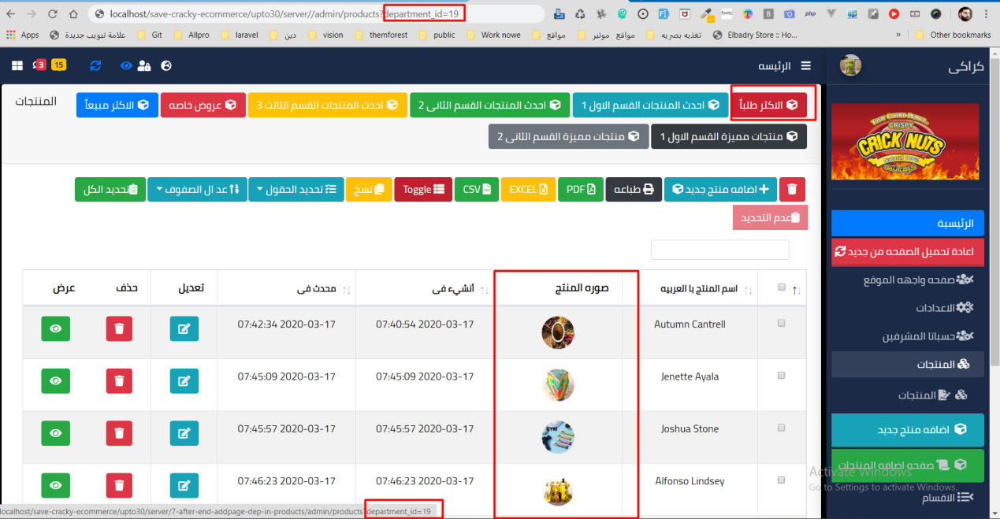 localhost/save-cracky-ecommerce/upto30/server//admin/products?department_id=19
Apps علامة تبويب جديدة Git Allpro laravel دين vision themforest public Work nowe مواقع مواقع موتير تغذيه بصريه Elbadry Store :: Ho... » Other bookmarks
كراكى
الرئيسه
3 15
المنتجات
الاكثر طلباً
احدث المنتجات القسم الاول 1
احدث المنتجات القسم الثانى 2
احدث المنتجات القسم الثالث 3
عروض خاصه
الاكثر مبيعاً
منتجات مميزة القسم الاول 1
منتجات مميزة القسم الثانى 2
اضافه منتج جديد
طباعه
PDF
EXCEL
CSV
Toggle
نسخ
تحديد الحقول
عدد ال الصفوف
تحديد الكل
عدم التحديد
اسم المنتج با العربيه صوره المنتج أنشيء فى محدث فى تعديل حذف عرض
Autumn Cantrell 07:40:54 2020-03-17 07:42:34 2020-03-17
Jenette Ayala 07:45:09 2020-03-17 07:45:09 2020-03-17
GYM
Joshua Stone 07:45:57 2020-03-17 07:45:57 2020-03-17
Alfonso Lindsey 07:46:23 2020-03-17 07:46:23 2020-03-17
CRISPY
CRICK NUTS
الرئيسية
اعادة تحميل الصفحه من جديد
صفحه واجهه الموقع
الاعدادات
حسباتا المشرفين
المنتجات
المنتجات
اضافه منتج جديد
صفحه اضافه المنتجات
الاقسام
Activate Windows
Go to Settings to activate Windows.
localhost/save-cracky-ecommerce/upto30/server/7-after-end-addpage-dep-in-products/admin/products?department_id=19